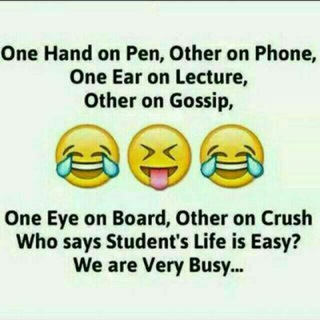 One Hand on Pen, Other on Phone,
One Ear on Lecture,
Other on Gossip,
One Eye on Board, Other on Crush
Who says Student's Life is Easy?
We are Very Busy...